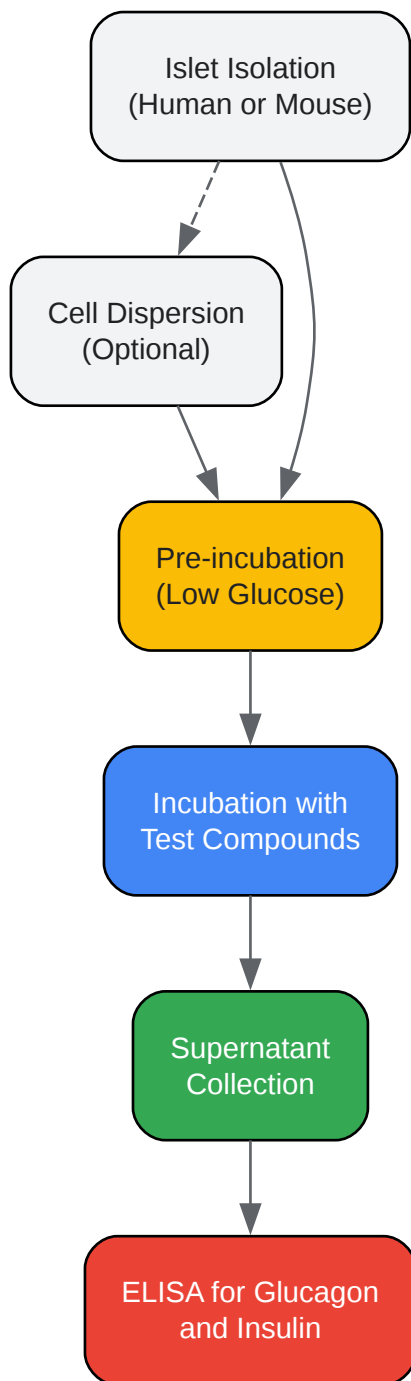 Islet Isolation
(Human or Mouse)
Cell Dispersion
(Optional)
Pre-incubation
(Low Glucose)
Incubation with
Test Compounds
Supernatant
Collection
ELISA for Glucagon
and Insulin